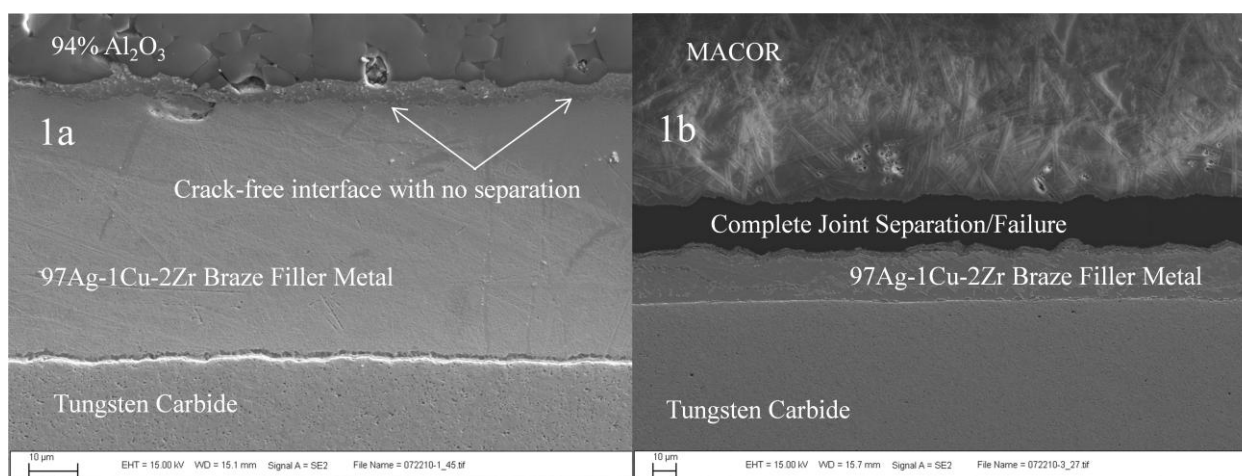 94% Al₂O₃
1a
Crack-free interface with no separation
97Ag-1Cu-2Zr Braze Filler Metal
Tungsten Carbide
10 µm
EHT = 15.00 kV WD = 15.1 mm Signal A = SE2 File Name = 072210-1_45.tif
MACOR
1b
Complete Joint Separation/Failure
97Ag-1Cu-2Zr Braze Filler Metal
Tungsten Carbide
10 µm
EHT = 15.00 kV WD = 15.7 mm Signal A = SE2 File Name = 072210-3_27.tif